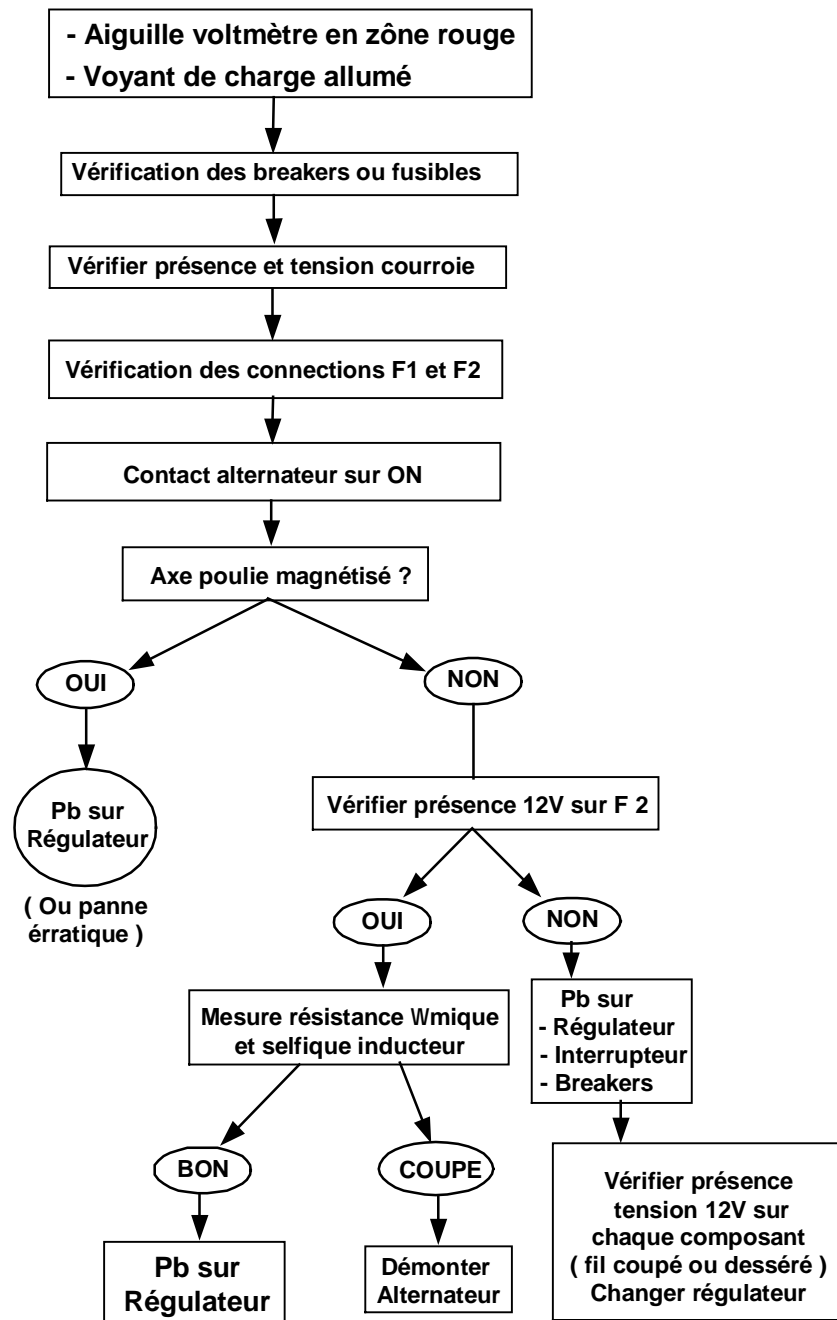 - Aiguille voltmètre en zône rouge
- Voyant de charge allumé
Vérification des breakers ou fusibles
Vérifier présence et tension courroie
Vérification des connections F1 et F2
Contact alternateur sur ON
Axe poulie magnétisé ?
OUI
NON
Pb sur
Régulateur
( Ou panne
érratique )
Vérifier présence 12V sur F 2
OUI
NON
Mesure résistance Wmique
et selfique inducteur
Pb sur
- Régulateur
- Interrupteur
- Breakers
BON
COUPE
Pb sur
Régulateur
Démonter
Alternateur
Vérifier présence
tension 12V sur
chaque composant
( fil coupé ou desséré )
Changer régulateur